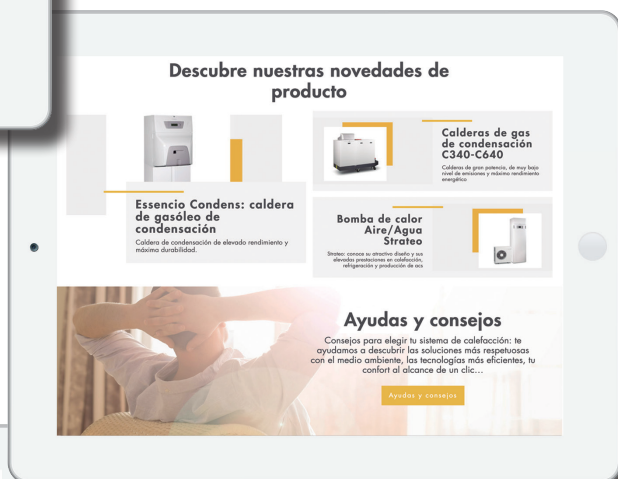 Descubre nuestras novedades de
producto
Essencio Condens: caldera
de gasóleo de
condensación
Caldera de condensación de elevado rendimiento y
máxima durabilidad.
Calderas de gas
de condensación
C340-C640
Calderas de gran potencia, de muy bajo
nivel de emisiones y máximo rendimiento
energético
Bomba de calor
Aire/Agua
Strateo
Strateo: conoce su atractivo diseño y sus
elevadas prestaciones en calefacción,
refrigeración y producción de acs
Ayudas y consejos
Consejos para elegir tu sistema de calefacción: te
ayudamos a descubrir las soluciones más respetuosas
con el medio ambiente, las tecnologías más eficientes, tu
confort al alcance de un clic...
Ayudas y consejos